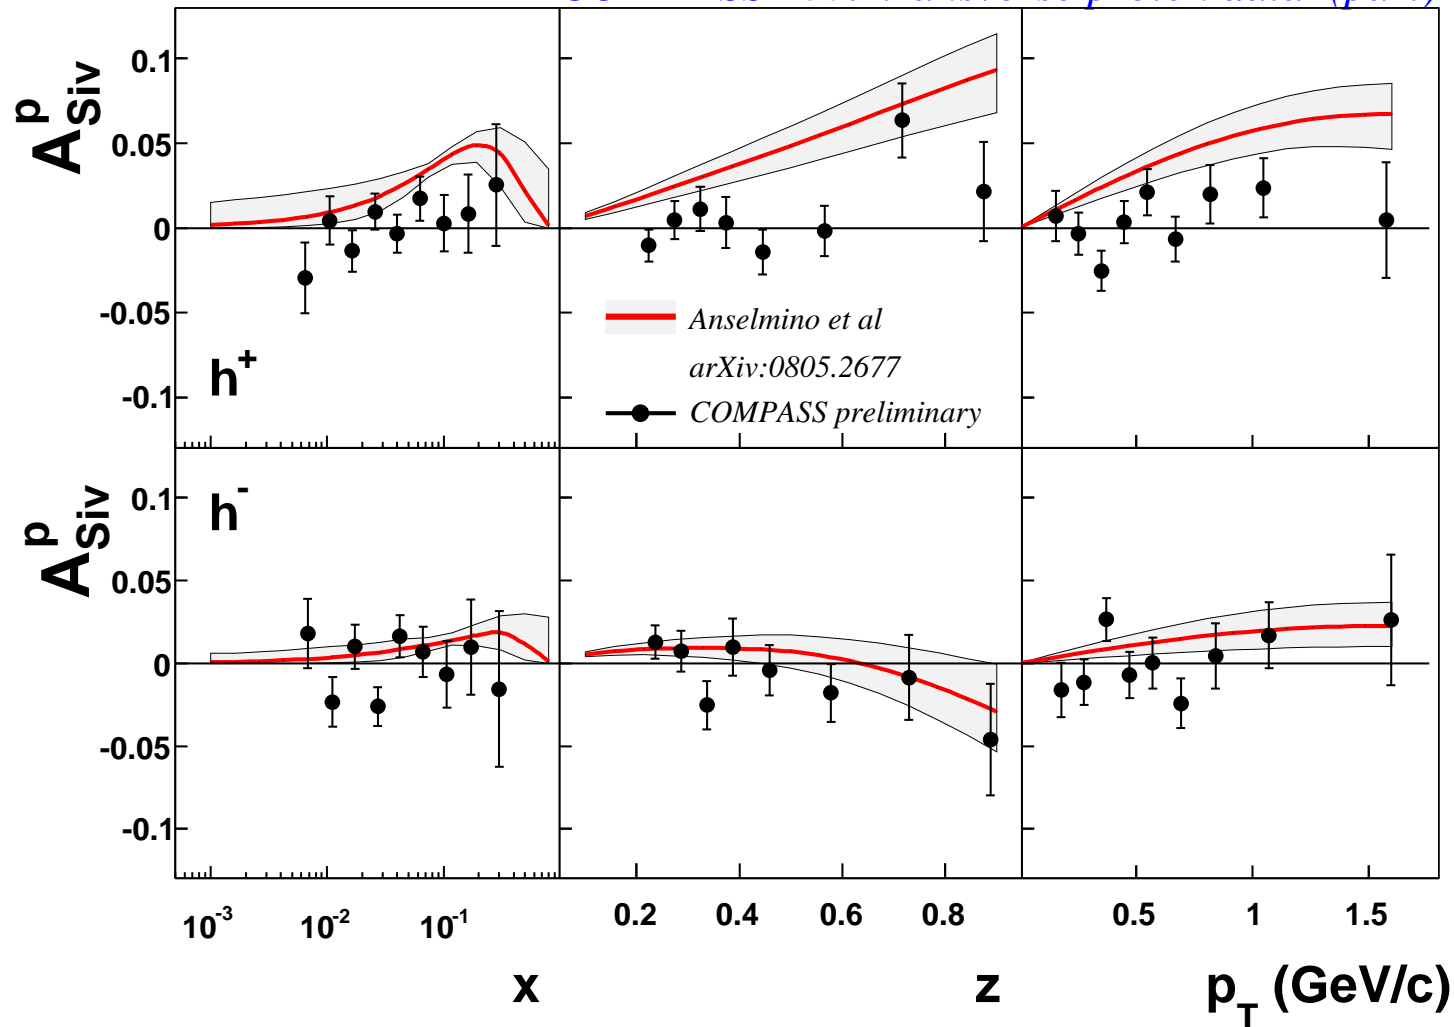 0.1
0.05
0
-0.05
-0.1
A^p_Siv
h^+
Anselmino et al
arXiv:0805.2677
COMPASS preliminary
0.1
0.05
0
-0.05
-0.1
A^p_Siv
h^-
10^-3 10^-2 10^-1
0.2 0.4 0.6 0.8
0.5 1 1.5
x
z
p_T (GeV/c)